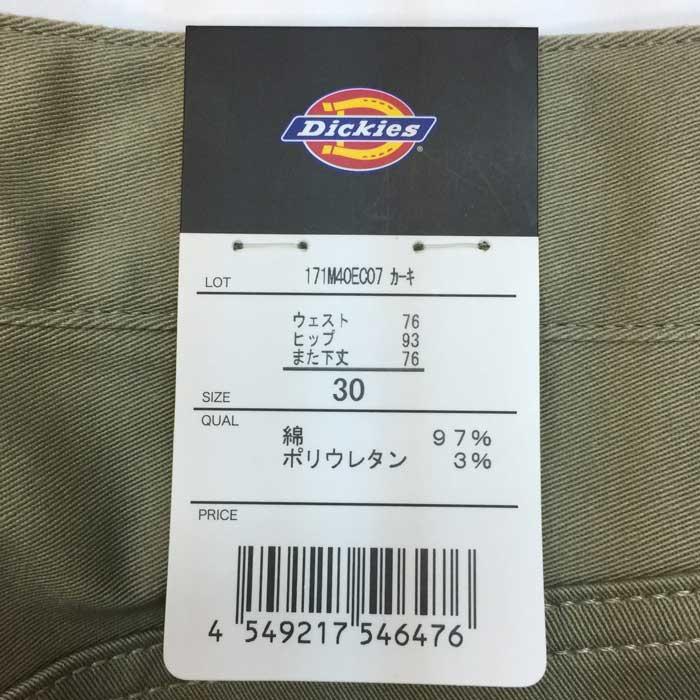 Dickies®
LOT 171M40EC07 カーキ
ウェスト 76
ヒップ 93
また下丈 76
SIZE 30
QUAL
綿 97%
ポリウレタン 3%
PRICE
4 549217 546476